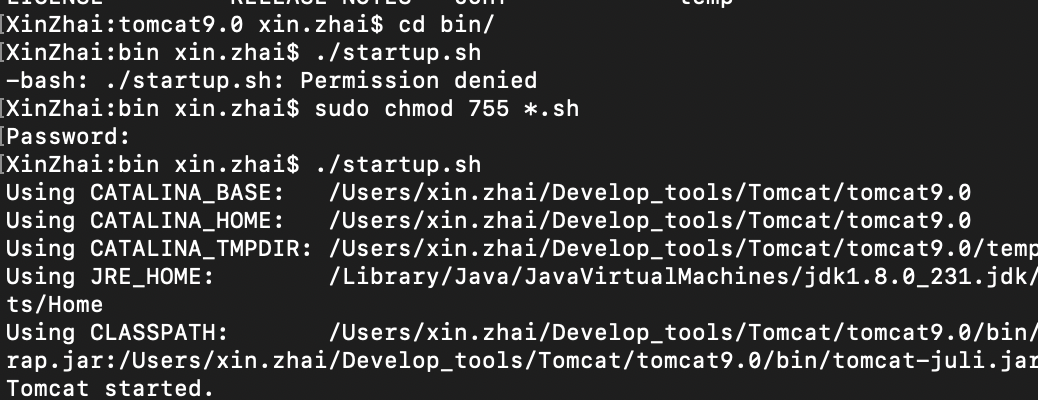 LICENSE RELEASE-NOTES conf temp
[XinZhai:tomcat9.0 xin.zhai$ cd bin/
[XinZhai:bin xin.zhai$ ./startup.sh
-bash: ./startup.sh: Permission denied
[XinZhai:bin xin.zhai$ sudo chmod 755 *.sh
[Password:
[XinZhai:bin xin.zhai$ ./startup.sh
Using CATALINA_BASE:   /Users/xin.zhai/Develop_tools/Tomcat/tomcat9.0
Using CATALINA_HOME:   /Users/xin.zhai/Develop_tools/Tomcat/tomcat9.0
Using CATALINA_TMPDIR: /Users/xin.zhai/Develop_tools/Tomcat/tomcat9.0/temp
Using JRE_HOME:        /Library/Java/JavaVirtualMachines/jdk1.8.0_231.jdk/
ts/Home
Using CLASSPATH:       /Users/xin.zhai/Develop_tools/Tomcat/tomcat9.0/bin/
rap.jar:/Users/xin.zhai/Develop_tools/Tomcat/tomcat9.0/bin/tomcat-juli.jar
Tomcat started.